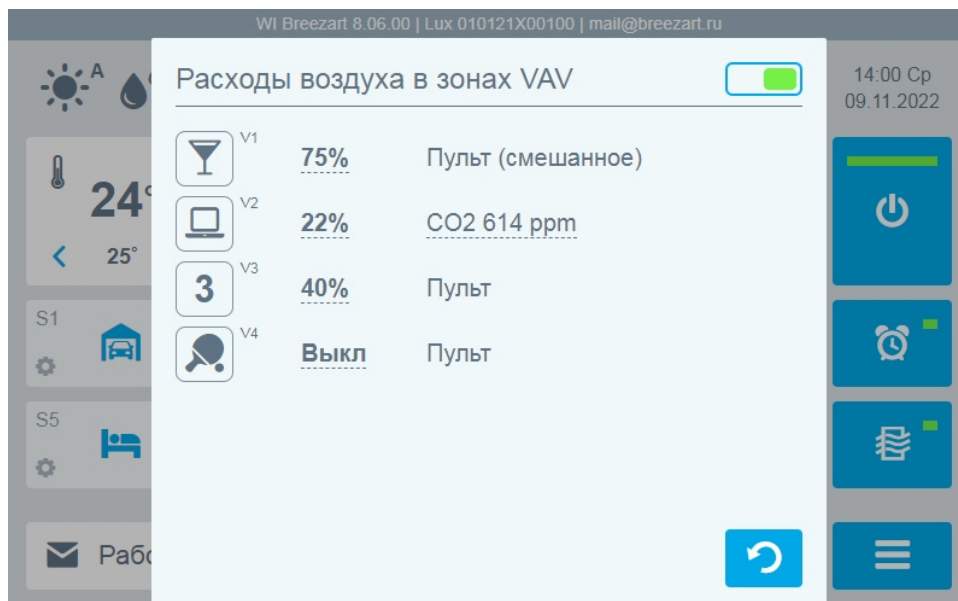 WI Breezart 8.06.00 | Lux 010121X00100 | mail@breezart.ru
A
14:00 Ср
09.11.2022
Расходы воздуха в зонах VAV
V1
75%
Пульт (смешанное)
V2
22%
CO2 614 ppm
3
V3
40%
Пульт
V4
Выкл
Пульт
24°
25°
S1
S5